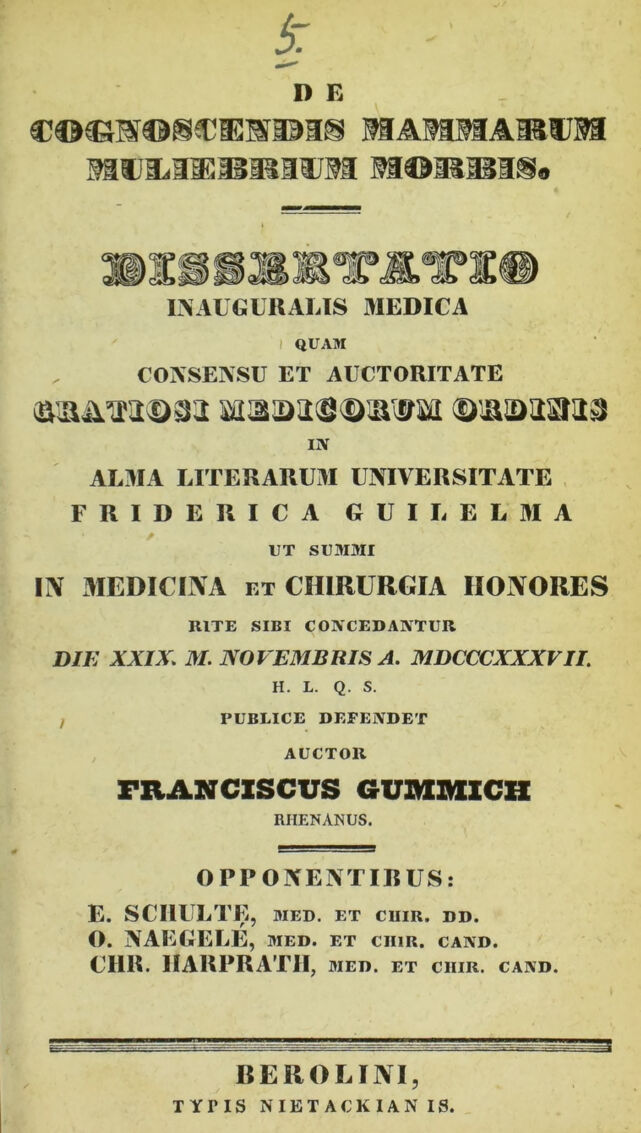 5.
DE
COGNOSCENDIS MAMMARUM
MULIEBRIUM MORBIS.
DISSERTATIO
INAUGURALIS MEDICA
QUAM
CONSENSU ET AUCTORITATE
GRATIOSI MEDICORUM ORDINIS
IN
ALMA LITERARUM UNIVERSITATE
FRIDERICA GUILELMA
UT SUMMI
IN MEDICINA ET CHIRURGIA HONORES
RITE SIBI CONCEDANTUR
DIE XXIX. M. NOVEMBRIS A. MDCCCXXXVII.
H. L. Q. S.
PUBLICE DEFENDET
AUCTOR
FRANCISCUS GUMMICH
RHENANUS.
OPPONENTIBUS:
E. SCHULTE, MED. ET CHIR. DD.
O. NAEGELÉ, MED. ET CHIR. CAND.
CHR. HARPRATH, MED. ET CHIR. CAND.
BEROLINI,
TYPIS NIETACKIANIS.